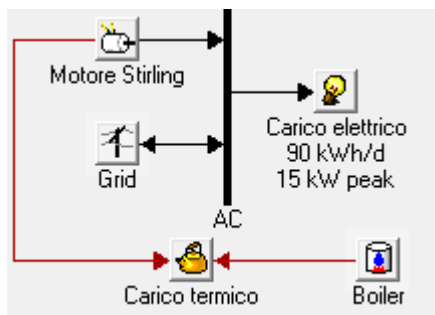 Motore Stirling
Carico elettrico
90 kWh/d
15 kW peak
Grid
AC
Carico termico
Boiler